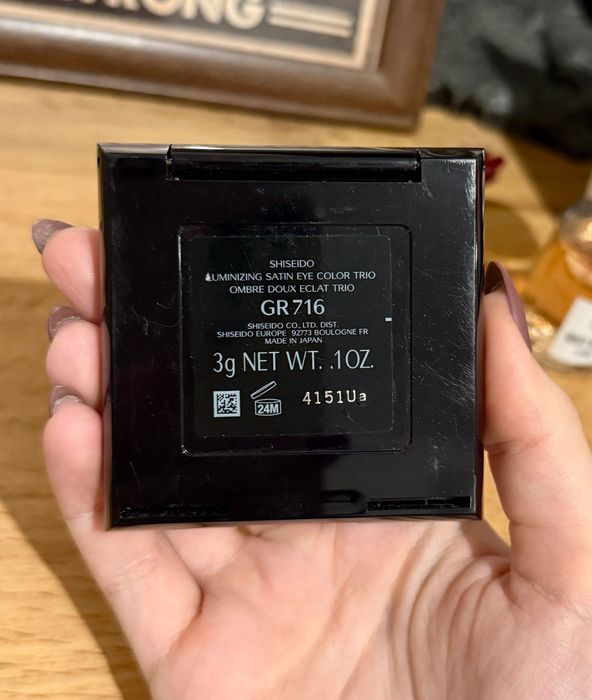 RONG
SHISEIDO
LUMINIZING SATIN EYE COLOR TRIO
OMBRE DOUX ECLAT TRIO
GR716
SHISEIDO CO., LTD. DIST.
SHISEIDO EUROPE 92773 BOULOGNE FR
MADE IN JAPAN
3g NET WT. .1OZ.
24M
4151Ua